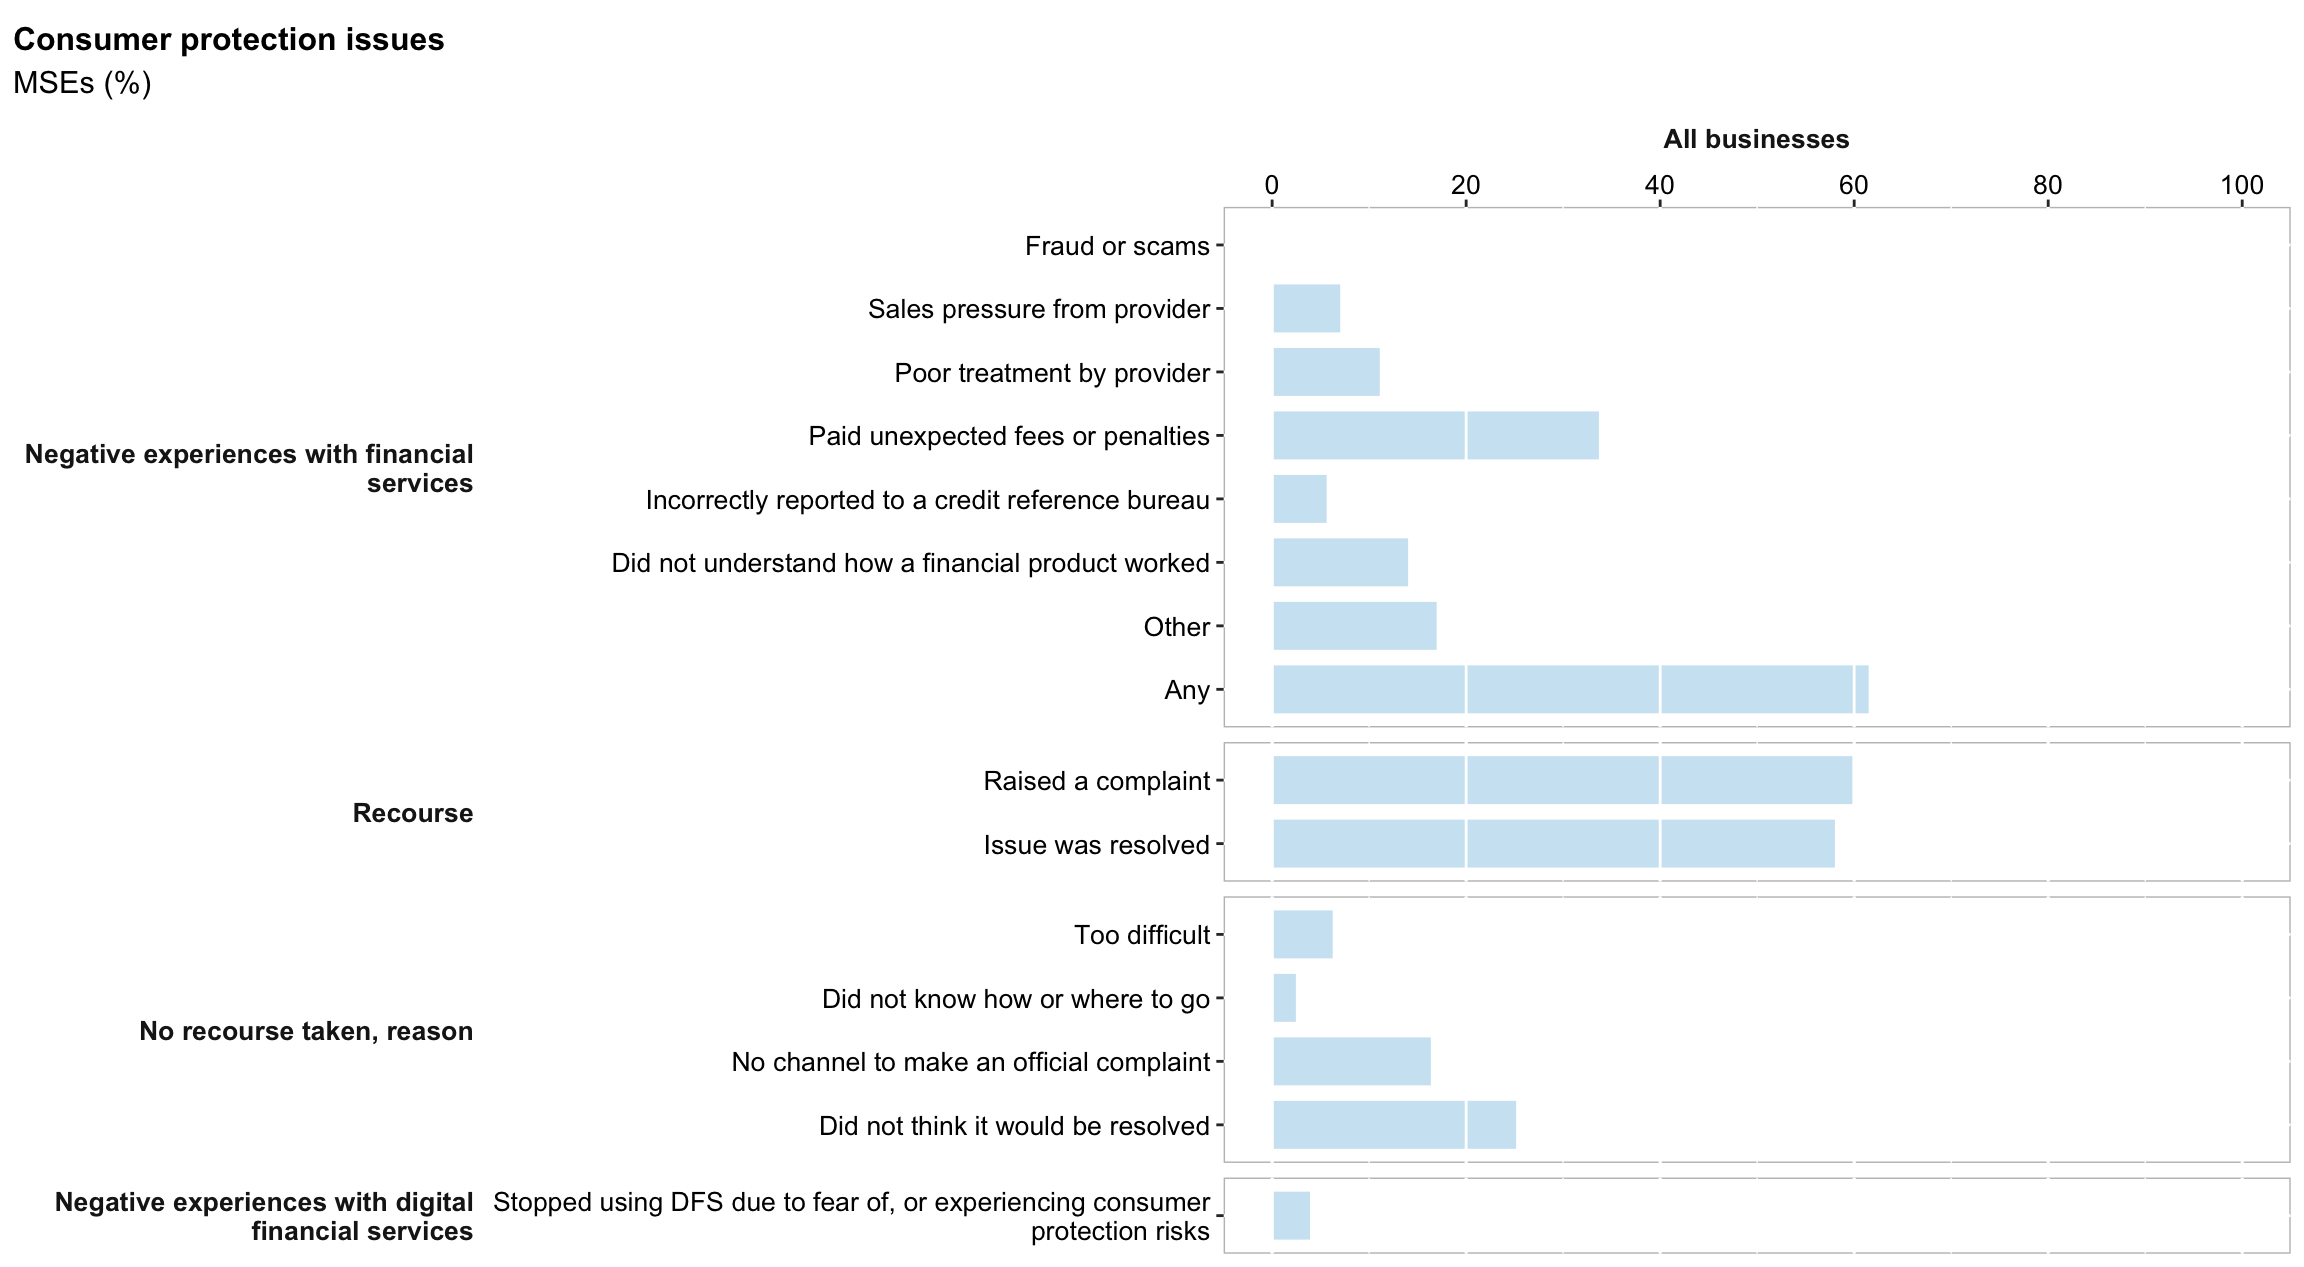 Consumer protection issues
MSEs (%)
All businesses
0 20 40 60 80 100
Negative experiences with financial
services
Fraud or scams
Sales pressure from provider
Poor treatment by provider
Paid unexpected fees or penalties
Incorrectly reported to a credit reference bureau
Did not understand how a financial product worked
Other
Any
Recourse
Raised a complaint
Issue was resolved
No recourse taken, reason
Too difficult
Did not know how or where to go
No channel to make an official complaint
Did not think it would be resolved
Negative experiences with digital
financial services
Stopped using DFS due to fear of, or experiencing consumer
protection risks